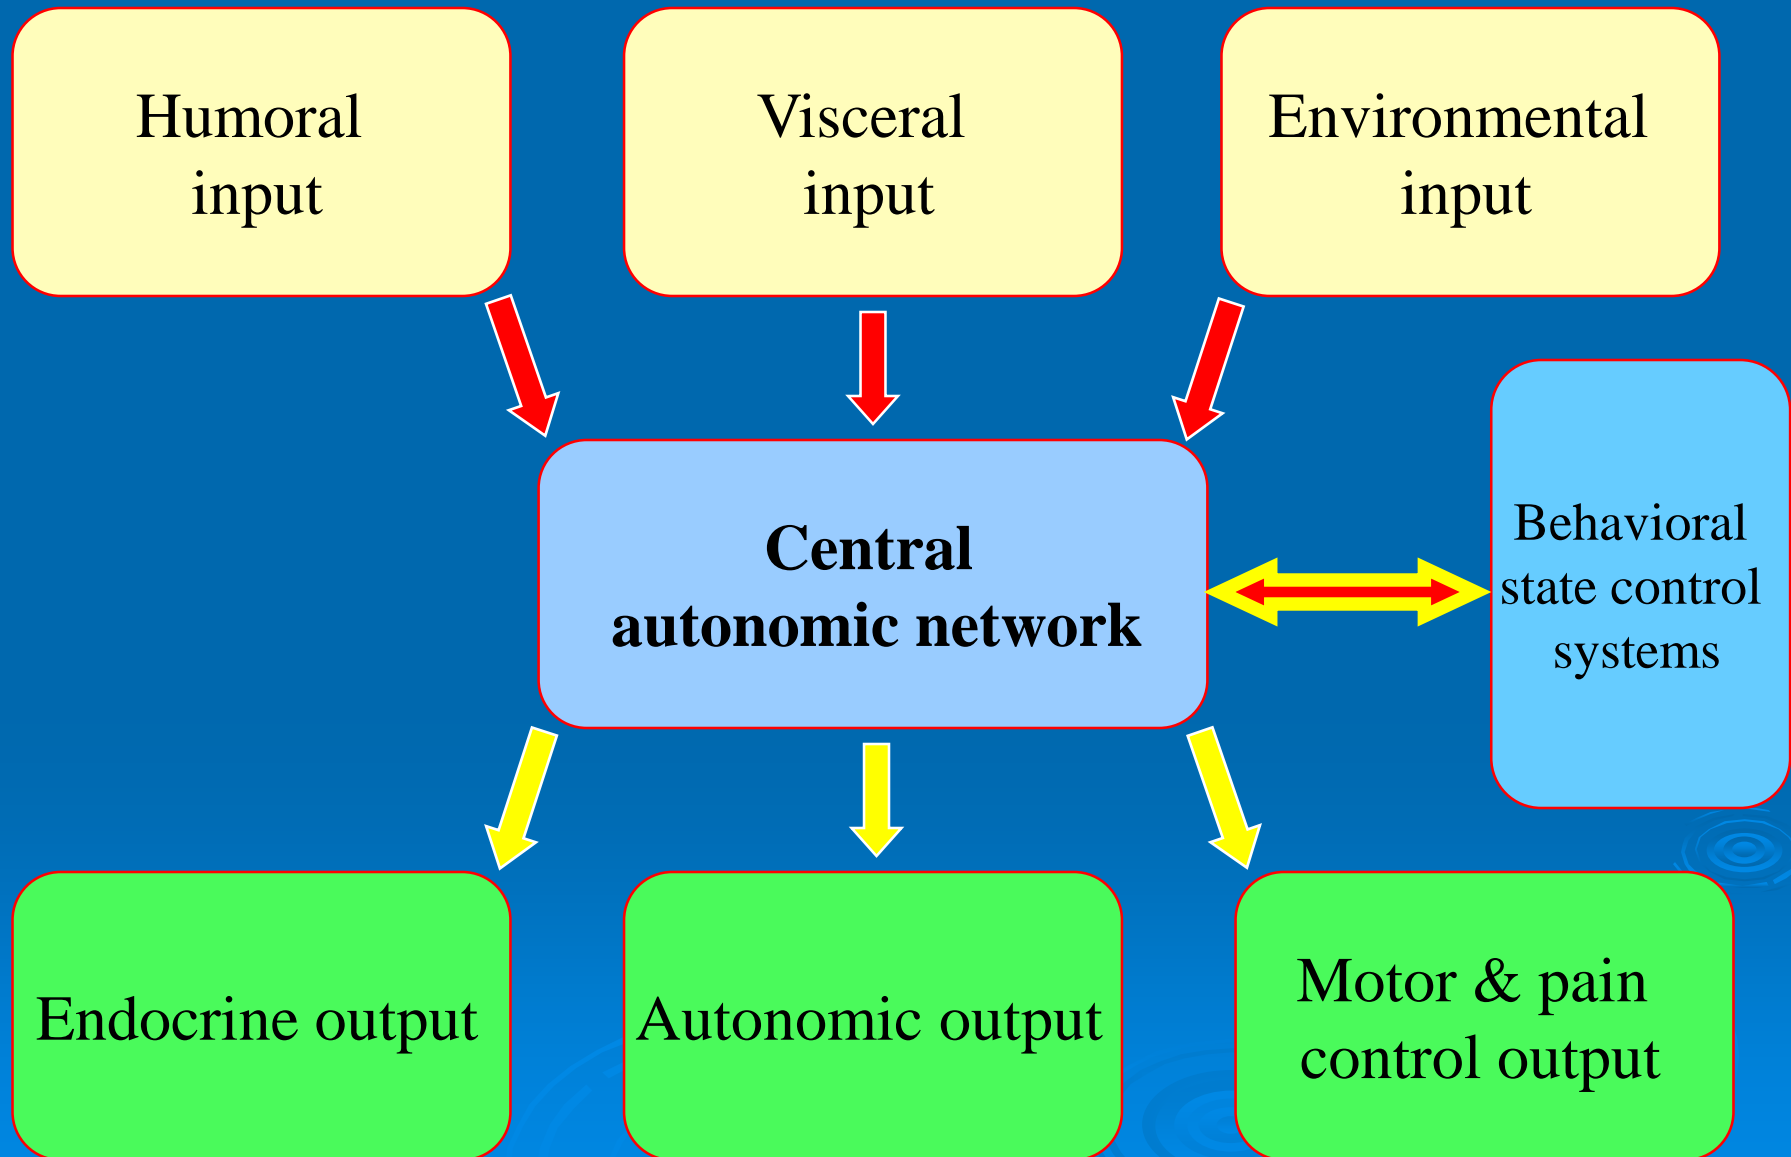 Humoral
input
Visceral
input
Environmental
input
Central
autonomic network
Behavioral
state control
systems
Endocrine output
Autonomic output
Motor & pain
control output